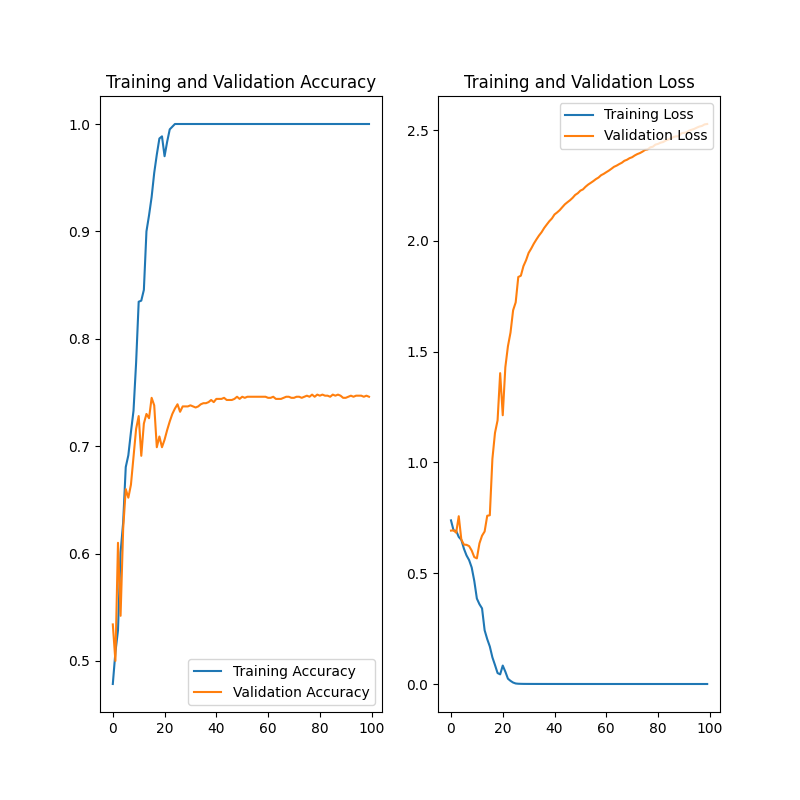 Training and Validation Accuracy
1.0
0.9
0.8
0.7
0.6
0.5
0 20 40 60 80 100
Training Accuracy
Validation Accuracy
Training and Validation Loss
2.5
2.0
1.5
1.0
0.5
0.0
0 20 40 60 80 100
Training Loss
Validation Loss